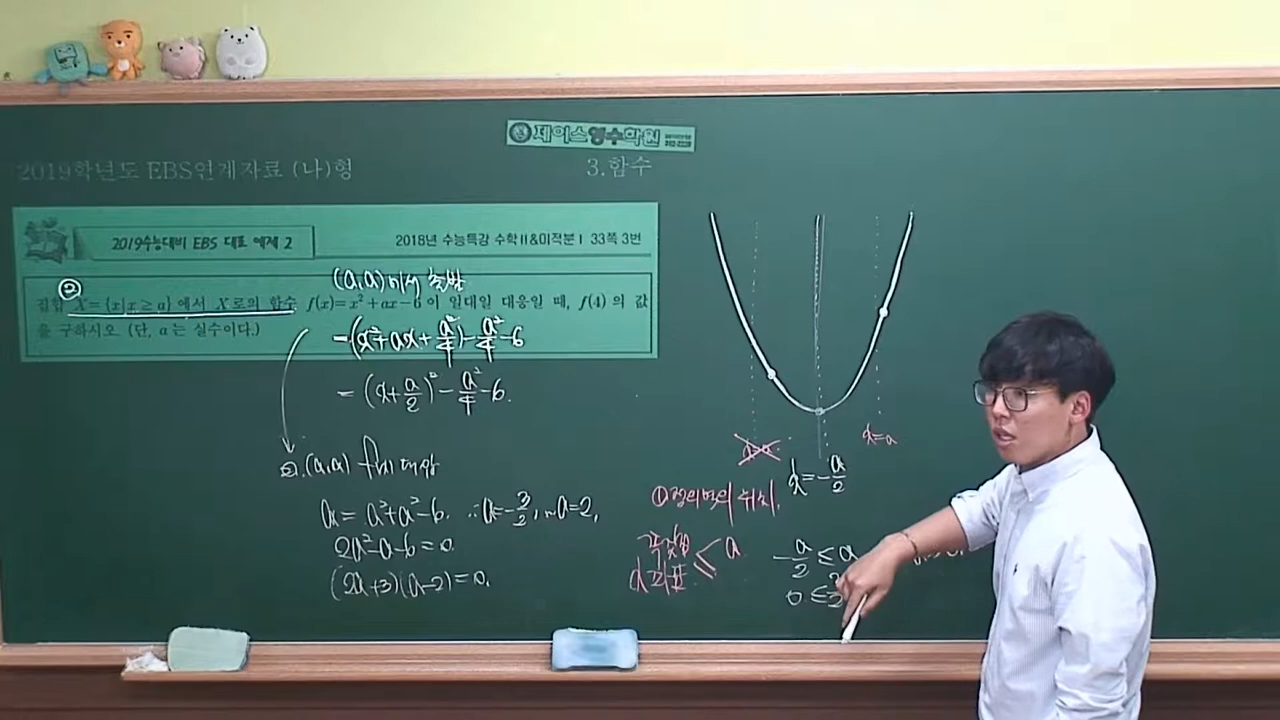 제이스영수학원
2019학년도 EBS연계자료 (나)형
3.함수
2019수능대비 EBS 대표 예제 2
2018년 수능특강 수학Ⅱ&미적분Ⅰ 33쪽 3번
②
(a,a)에서 출발
집합 X={x|x≥a} 에서 X 로의 함수 f(x)=x²+ax-6 이 일대일 대응일 때, f(4) 의 값
을 구하시오. (단, a는 실수이다.)
=(x²+ax+a²/4)-a²/4-6
=(x+a/2)²-a²/4-6.
②.(a,a) f(x) 대입
a=a²+a²-6. ∴a=-3/2, ∴a=2,
2a²-a-6=0.
(2a+3)(a-2)=0.
x=a
x=-a/2
①정의역의 위치.
꼭짓점
x좌표
≤ a
-a/2 ≤ a
0 ≤